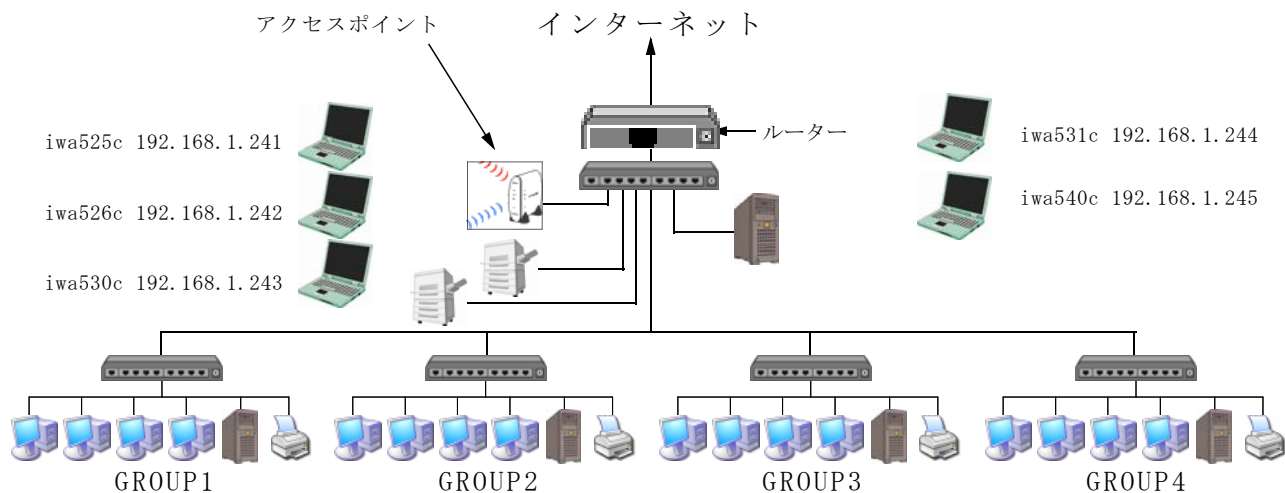 アクセスポイント
インターネット
ルーター
iwa525c 192.168.1.241
iwa526c 192.168.1.242
iwa530c 192.168.1.243
iwa531c 192.168.1.244
iwa540c 192.168.1.245
GROUP1
GROUP2
GROUP3
GROUP4